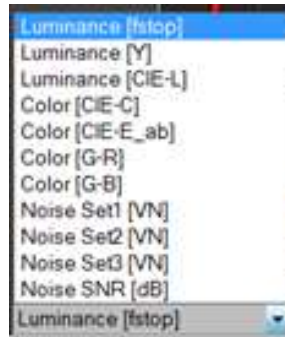 Luminance [fstop]
Luminance [Y]
Luminance [CIE-L]
Color [CIE-C]
Color [CIE-E_ab]
Color [G-R]
Color [G-B]
Noise Set1 [VN]
Noise Set2 [VN]
Noise Set3 [VN]
Noise SNR [dB]
Luminance [fstop]